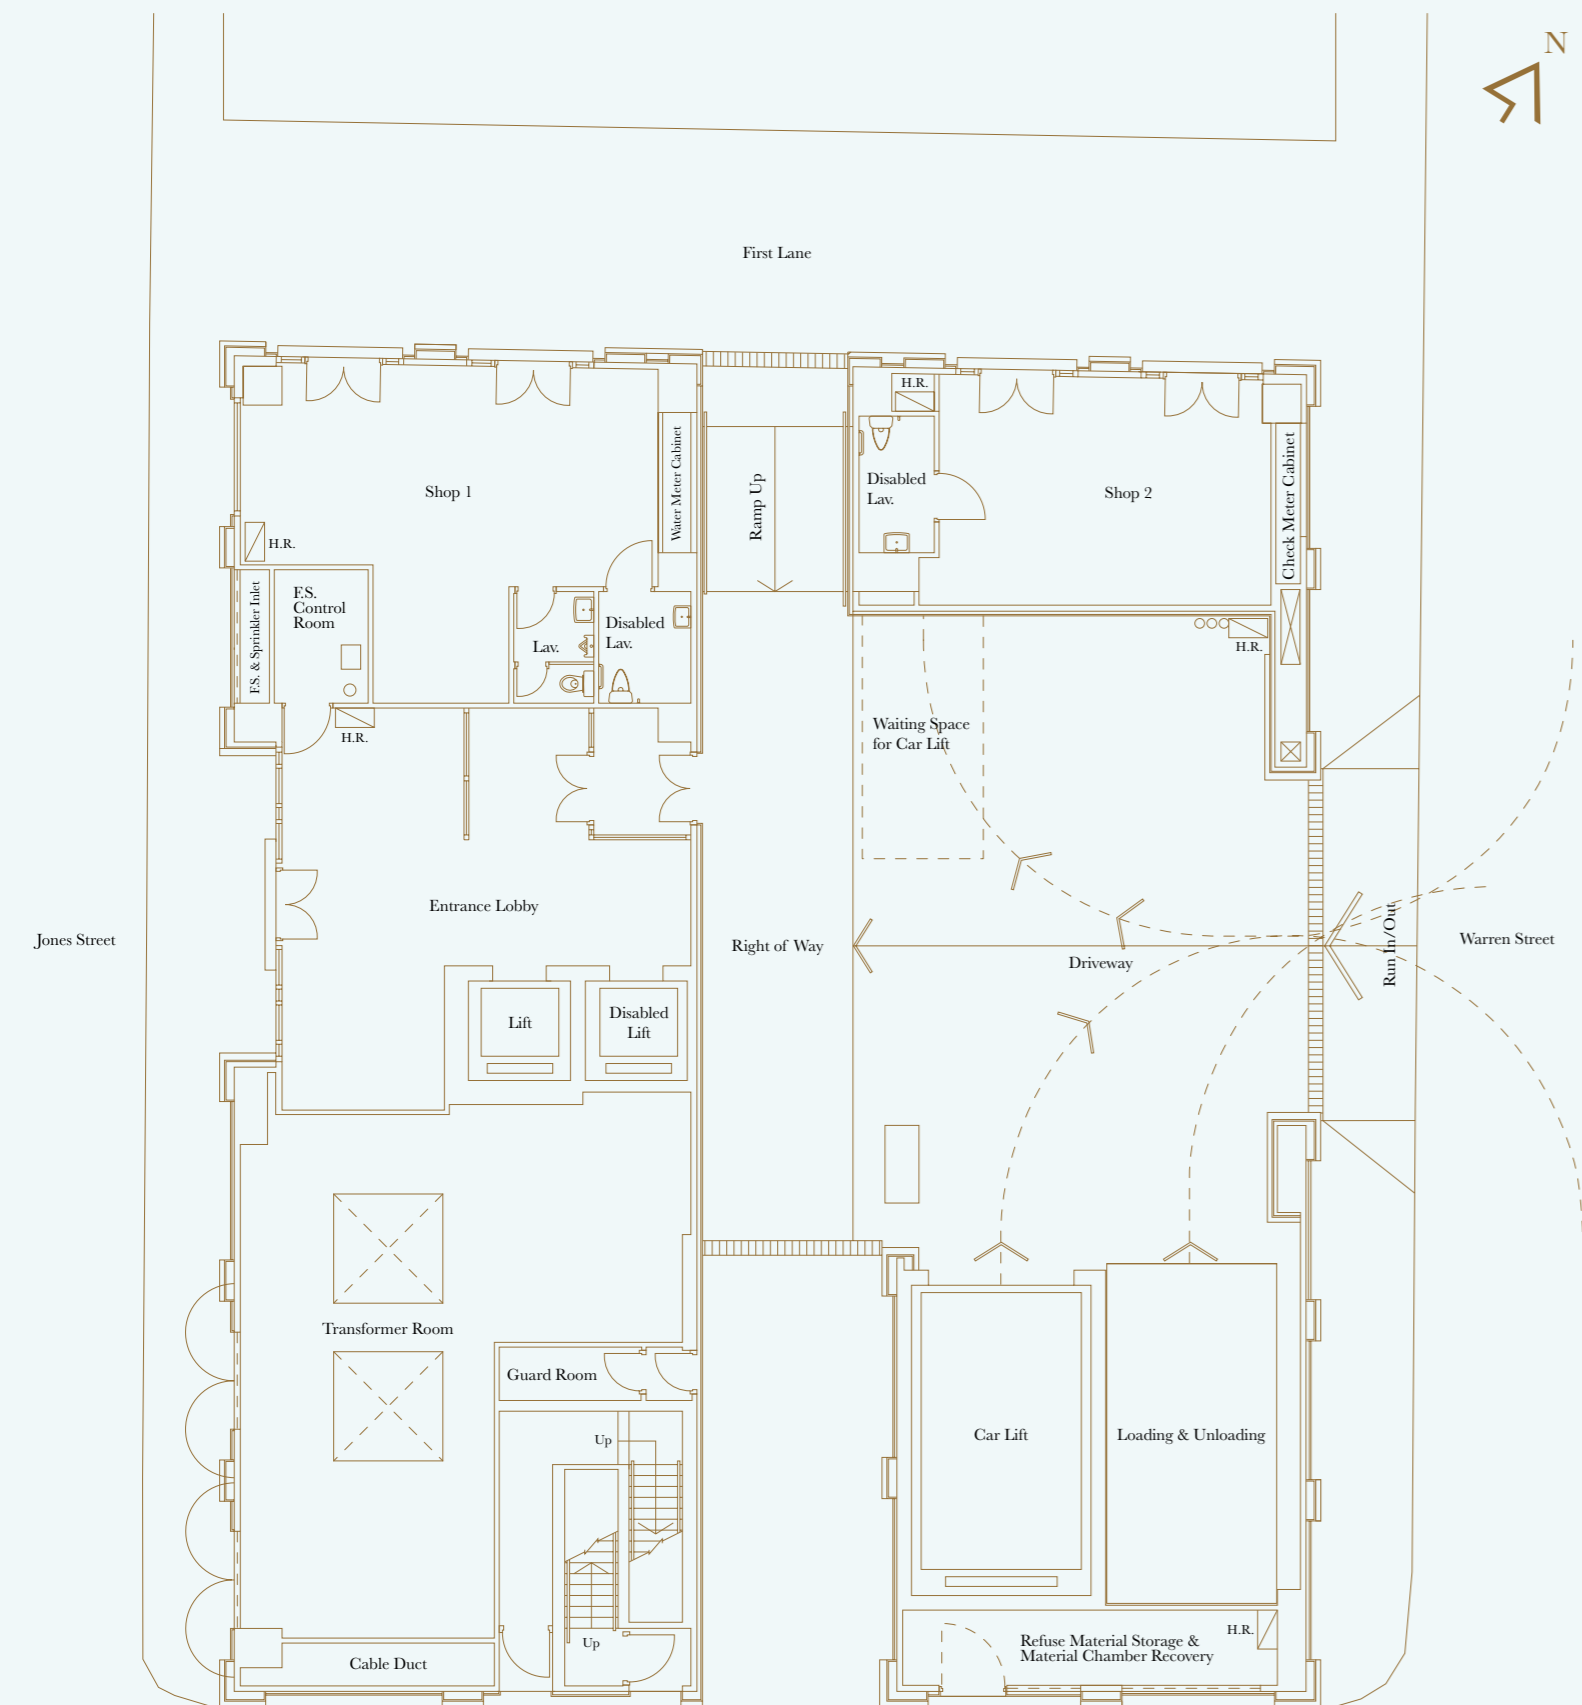 N
First Lane
H.R.
Shop 1
Water Meter Cabinet
Ramp Up
Disabled
Lav.
Shop 2
Check Meter Cabinet
H.R.
F.S. & Sprinkler Inlet
F.S.
Control
Room
Lav.
Disabled
Lav.
H.R.
H.R.
Waiting Space
for Car Lift
Entrance Lobby
Jones Street
Right of Way
Driveway
Run In/Out
Warren Street
Lift
Disabled
Lift
Transformer Room
Guard Room
Up
Car Lift
Loading & Unloading
Up
Cable Duct
H.R.
Refuse Material Storage &
Material Chamber Recovery